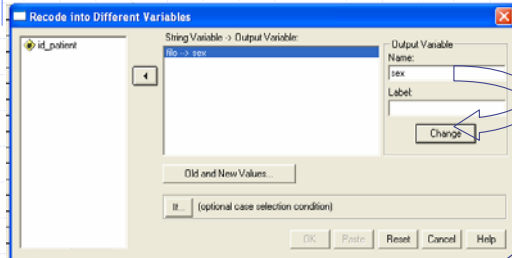 Recode into Different Variables
id_patient
String Variable -> Output Variable:
filo --> sex
Output Variable
Name:
sex
Label:
Change
Old and New Values...
If...
(optional case selection condition)
OK
Paste
Reset
Cancel
Help